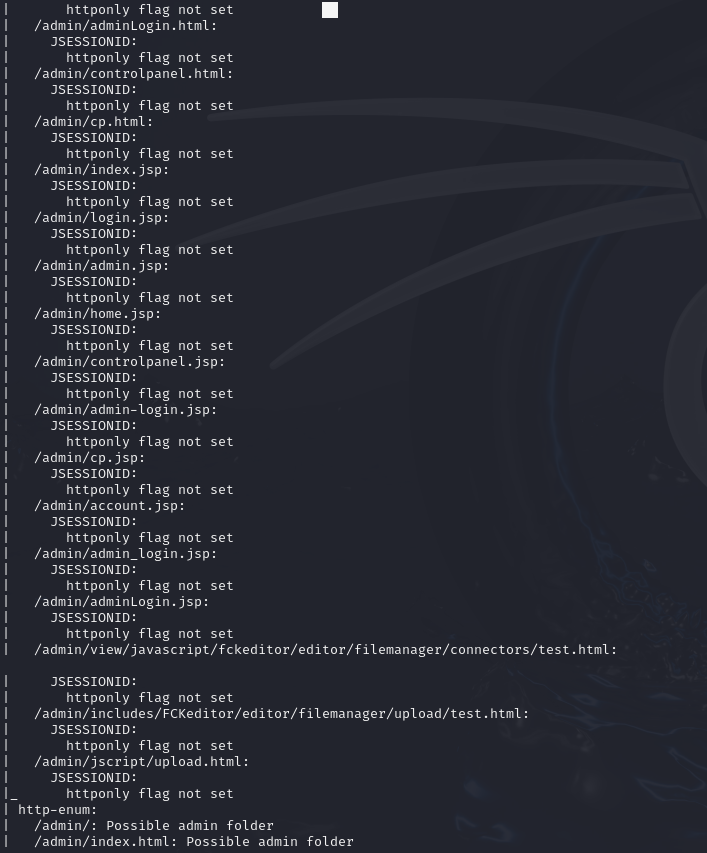 |       httponly flag not set
|   /admin/adminLogin.html:
|     JSESSIONID:
|       httponly flag not set
|   /admin/controlpanel.html:
|     JSESSIONID:
|       httponly flag not set
|   /admin/cp.html:
|     JSESSIONID:
|       httponly flag not set
|   /admin/index.jsp:
|     JSESSIONID:
|       httponly flag not set
|   /admin/login.jsp:
|     JSESSIONID:
|       httponly flag not set
|   /admin/admin.jsp:
|     JSESSIONID:
|       httponly flag not set
|   /admin/home.jsp:
|     JSESSIONID:
|       httponly flag not set
|   /admin/controlpanel.jsp:
|     JSESSIONID:
|       httponly flag not set
|   /admin/admin-login.jsp:
|     JSESSIONID:
|       httponly flag not set
|   /admin/cp.jsp:
|     JSESSIONID:
|       httponly flag not set
|   /admin/account.jsp:
|     JSESSIONID:
|       httponly flag not set
|   /admin/admin_login.jsp:
|     JSESSIONID:
|       httponly flag not set
|   /admin/adminLogin.jsp:
|     JSESSIONID:
|       httponly flag not set
|   /admin/view/javascript/fckeditor/editor/filemanager/connectors/test.html:
|     JSESSIONID:
|       httponly flag not set
|   /admin/includes/FCKeditor/editor/filemanager/upload/test.html:
|     JSESSIONID:
|       httponly flag not set
|   /admin/jscript/upload.html:
|     JSESSIONID:
|_      httponly flag not set
| http-enum:
|   /admin/: Possible admin folder
|   /admin/index.html: Possible admin folder